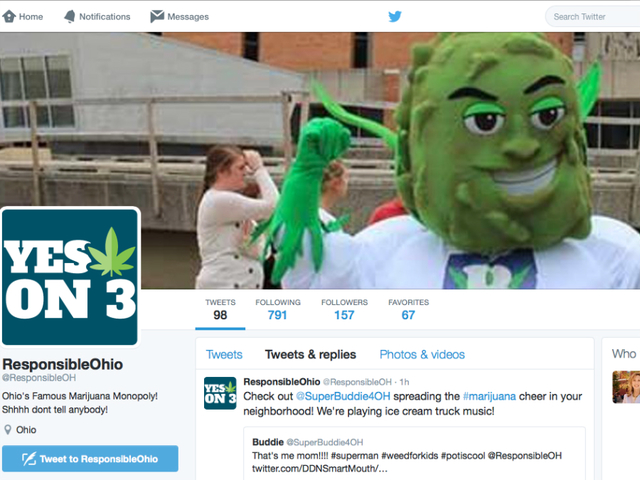 Home Notifications Messages Search Twitter
YES
ON 3
TWEETS FOLLOWING FOLLOWERS FAVORITES
98 791 157 67
ResponsibleOhio
@ResponsibleOH
Ohio's Famous Marijuana Monopoly!
Shhhh dont tell anybody!
Ohio
Tweet to ResponsibleOhio
Tweets Tweets & replies Photos & videos
YES
ON 3
ResponsibleOhio @ResponsibleOH · 1h
Check out @SuperBuddie4OH spreading the #marijuana cheer in your
neighborhood! We're playing ice cream truck music!
Buddie @SuperBuddie4OH
That's me mom!!!! #superman #weedforkids #potiscool @ResponsibleOH
twitter.com/DDNSmartMouth/...
Who